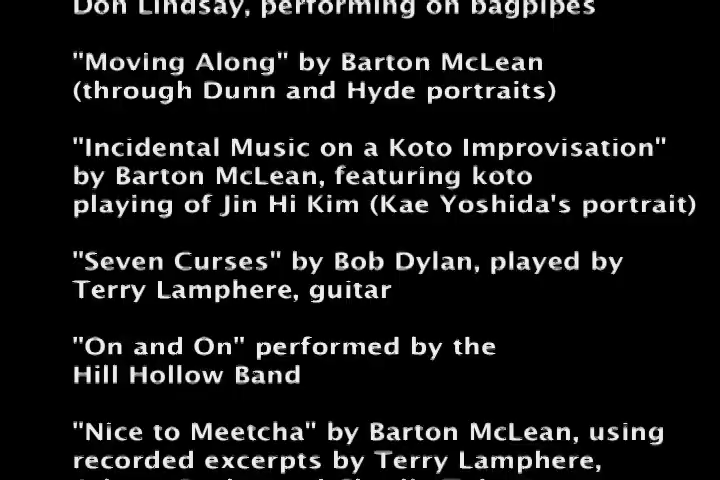 Don Lindsay, performing on bagpipes
"Moving Along" by Barton McLean
(through Dunn and Hyde portraits)
"Incidental Music on a Koto Improvisation"
by Barton McLean, featuring koto
playing of Jin Hi Kim (Kae Yoshida's portrait)
"Seven Curses" by Bob Dylan, played by
Terry Lamphere, guitar
"On and On" performed by the
Hill Hollow Band
"Nice to Meetcha" by Barton McLean, using
recorded excerpts by Terry Lamphere,